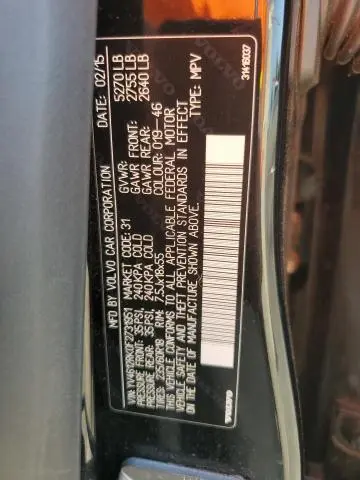 MFD. BY: VOLVO CAR CORPORATION. DATE: 02/15
VIN: YV4612RK0F2731857 GVWR: 5270 LB
MARKET CODE: 31 GAWR FRONT: 2755 LB
PRESSURE FRONT: 35PSI, 240KPA COLD GAWR REAR: 2640 LB
PRESSURE REAR: 35PSI, 240KPA COLD COLOUR: 019-46
TIRE: 235/60R18 RIM: 7.5Jx18x55
THIS VEHICLE CONFORMS TO ALL APPLICABLE FEDERAL MOTOR
VEHICLE SAFETY AND THEFT PREVENTION STANDARDS IN EFFECT
ON THE DATE OF MANUFACTURE SHOWN ABOVE.
TYPE: MPV
VOLVO 31416037